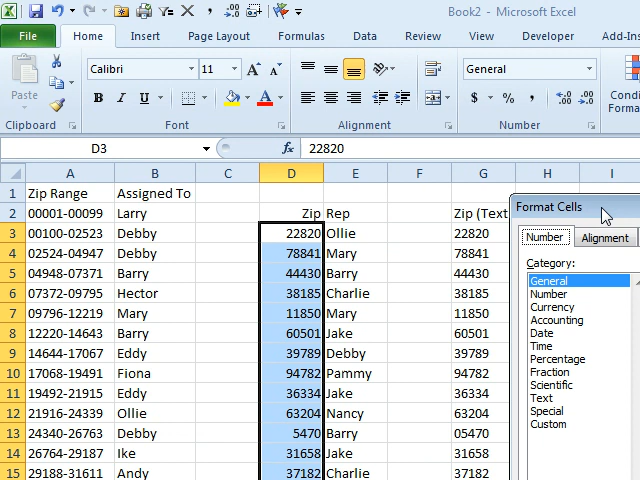 Book2 - Microsoft Excel
File Home Insert Page Layout Formulas Data Review View Developer Add-Ins
Paste Calibri 11 General
B I U $ % , Condi
Forma
Clipboard Font Alignment Number
D3 fx 22820
A B C D E F G H I
1 Zip Range Assigned To
2 00001-00099 Larry Zip Rep Zip (Text
3 00100-02523 Debby 22820 Ollie 22820
4 02524-04947 Debby 78841 Mary 78841
5 04948-07371 Barry 44430 Barry 44430
6 07372-09795 Hector 38185 Charlie 38185
7 09796-12219 Mary 11850 Mary 11850
8 12220-14643 Barry 60501 Jake 60501
9 14644-17067 Eddy 39789 Debby 39789
10 17068-19491 Fiona 94782 Pammy 94782
11 19492-21915 Eddy 36334 Jake 36334
12 21916-24339 Ollie 63204 Nancy 63204
13 24340-26763 Debby 5470 Barry 05470
14 26764-29187 Ike 31658 Jake 31658
15 29188-31611 Andy 37182 Charlie 37182
Format Cells
Number Alignment
Category:
General
Number
Currency
Accounting
Date
Time
Percentage
Fraction
Scientific
Text
Special
Custom